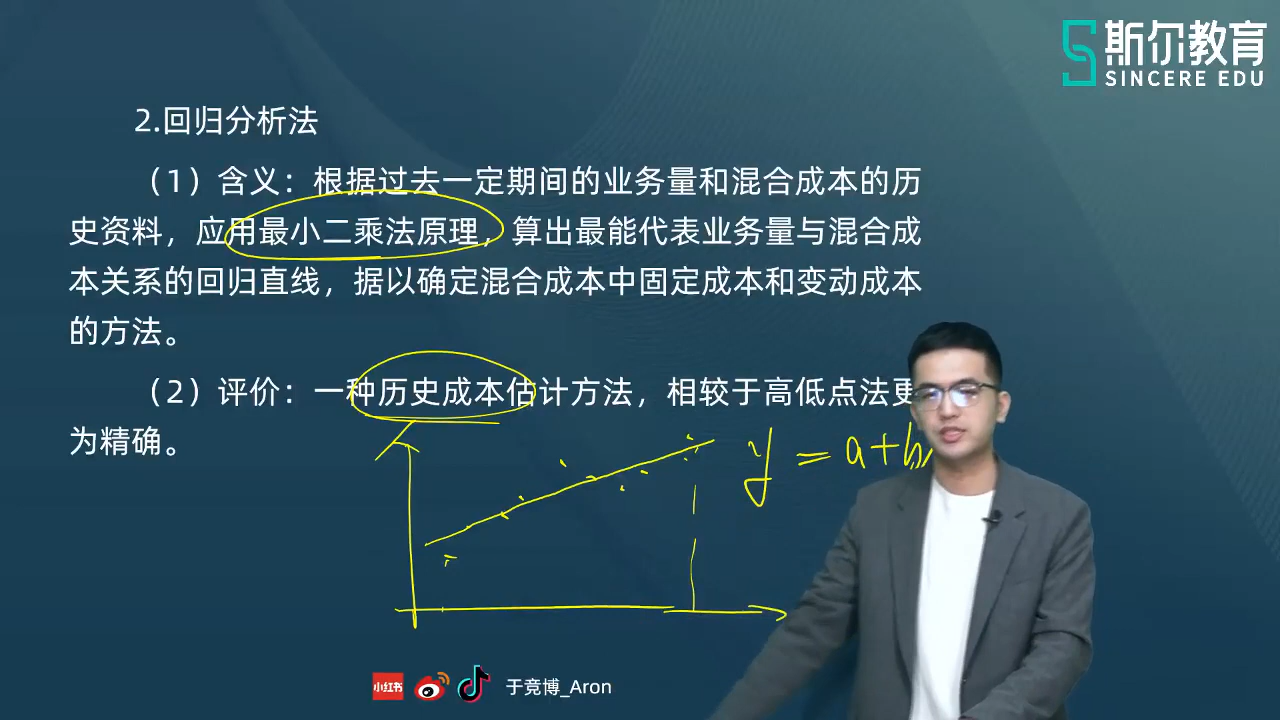 斯尔教育
SINCERE EDU
2.回归分析法
（1）含义：根据过去一定期间的业务量和混合成本的历
史资料，应用最小二乘法原理，算出最能代表业务量与混合成
本关系的回归直线，据以确定混合成本中固定成本和变动成本
的方法。
（2）评价：一种历史成本估计方法，相较于高低点法更
为精确。
y = a+b
小红书
于竞博_Aron